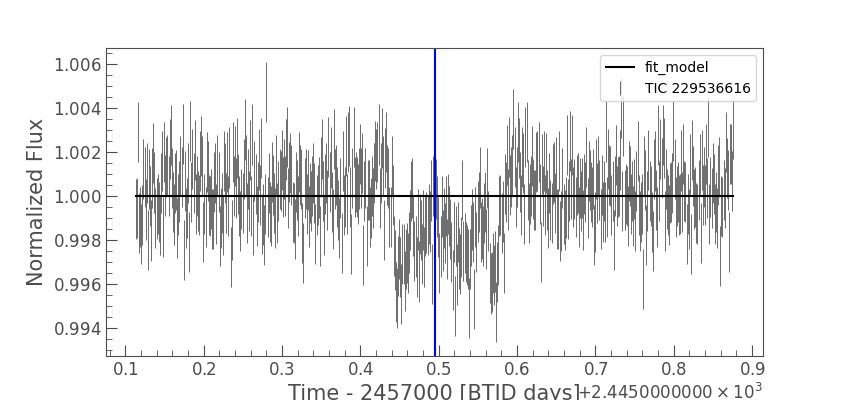 fit_model
TIC 229536616
Normalized Flux
1.006
1.004
1.002
1.000
0.998
0.996
0.994
0.1 0.2 0.3 0.4 0.5 0.6 0.7 0.8 0.9
Time - 2457000 [BTJD days]
+2.4450000000 × 10³